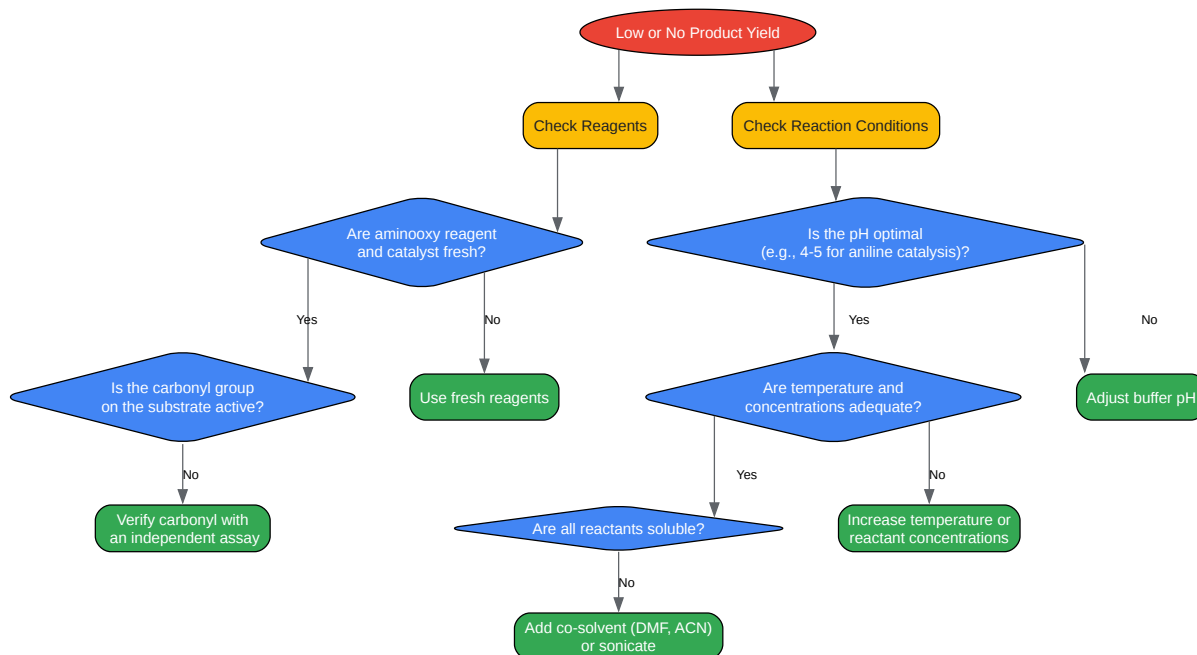 Low or No Product Yield
Check Reagents
Check Reaction Conditions
Are aminooxy reagent
and catalyst fresh?
Is the pH optimal
(e.g., 4-5 for aniline catalysis)?
Yes
No
Yes
No
Is the carbonyl group
on the substrate active?
Use fresh reagents
Are temperature and
concentrations adequate?
Adjust buffer pH
No
Yes
No
Verify carbonyl with
an independent assay
Are all reactants soluble?
Increase temperature or
reactant concentrations
No
Add co-solvent (DMF, ACN)
or sonicate